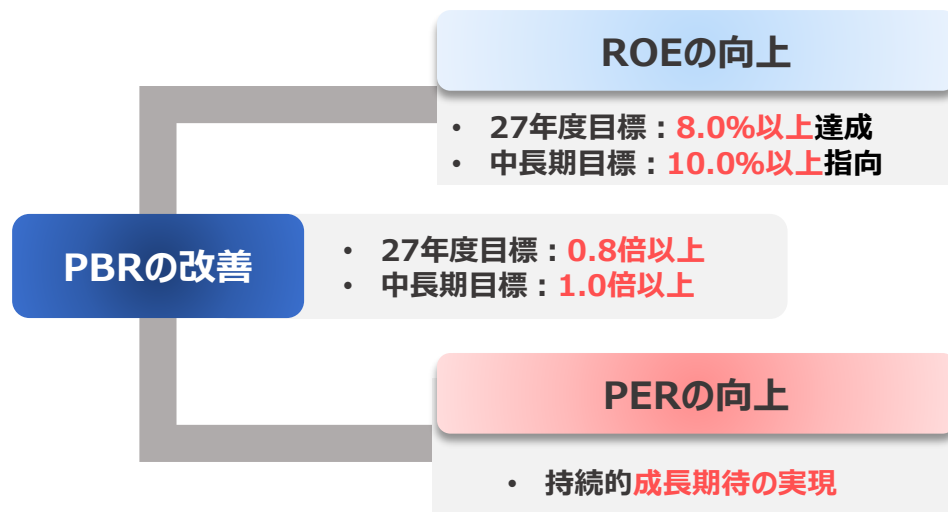 ROEの向上
• 27年度目標：8.0%以上達成
• 中長期目標：10.0%以上指向
PBRの改善
• 27年度目標：0.8倍以上
• 中長期目標：1.0倍以上
PERの向上
• 持続的成長期待の実現